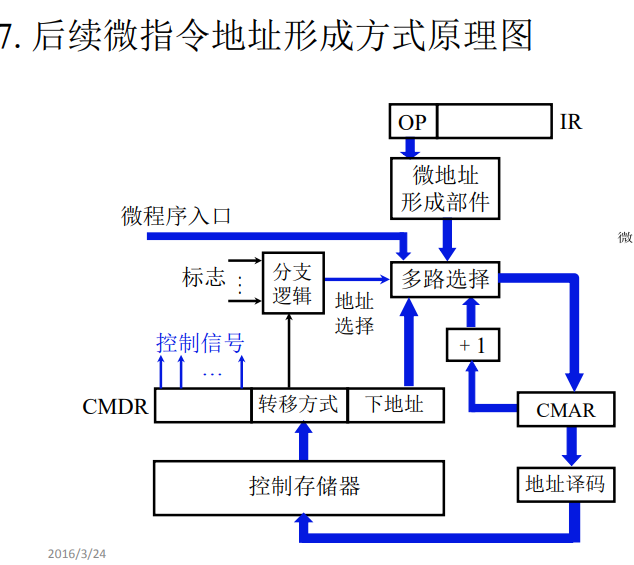 7. 后续微指令地址形成方式原理图
OP
IR
微地址
形成部件
微程序入口
微
标志
⋮
分支
逻辑
地址
选择
多路选择
控制信号
…
+ 1
CMDR
转移方式
下地址
CMAR
控制存储器
地址译码
2016/3/24